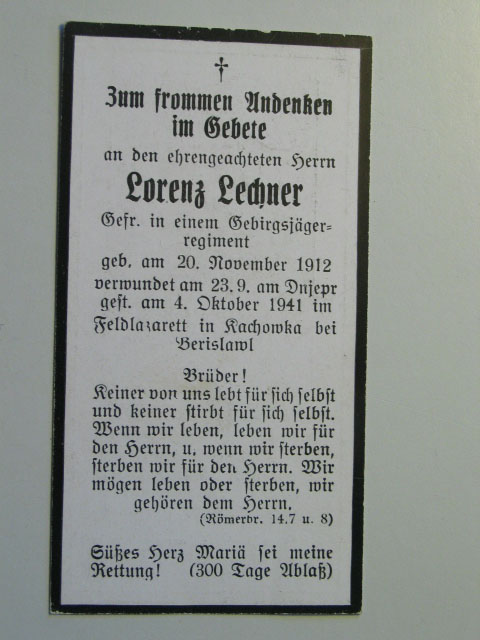 Zum frommen Andenken
im Gebete
an den ehrengeachteten Herrn
Lorenz Lechner
Gefr. in einem Gebirgsjäger-
regiment
geb. am 20. November 1912
verwundet am 23. 9. am Dnjepr
gest. am 4. Oktober 1941 im
Feldlazarett in Kachowka bei
Berislawl
Brüder!
Keiner von uns lebt für sich selbst
und keiner stirbt für sich selbst.
Wenn wir leben, leben wir für
den Herrn, u. wenn wir sterben,
sterben wir für den Herrn. Wir
mögen leben oder sterben, wir
gehören dem Herrn.
(Römerbr. 14.7 u. 8)
Süßes Herz Mariä sei meine
Rettung! (300 Tage Ablaß)